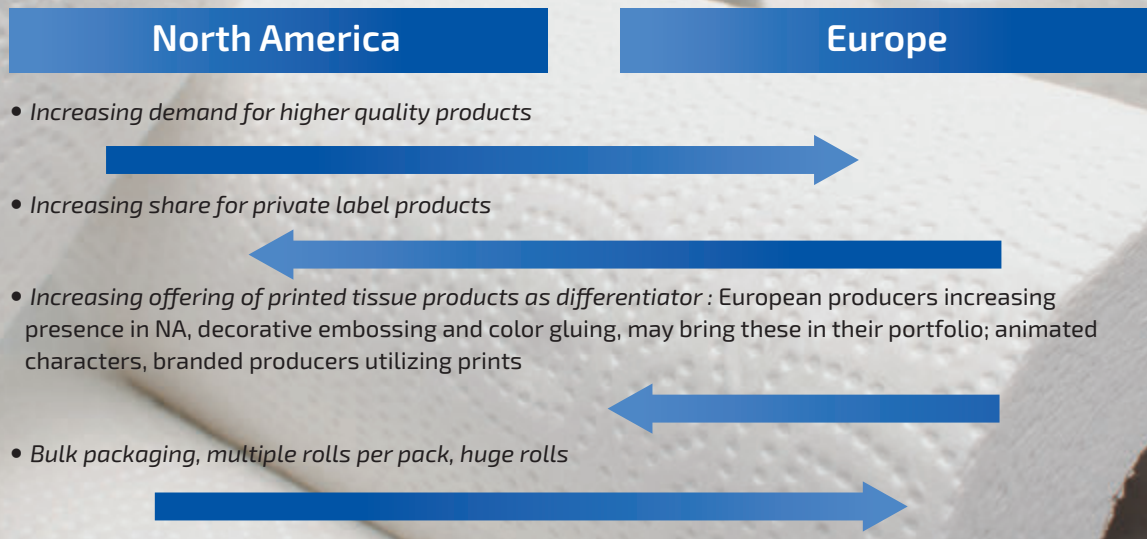 North America
Europe
• Increasing demand for higher quality products
• Increasing share for private label products
• Increasing offering of printed tissue products as differentiator : European producers increasing
presence in NA, decorative embossing and color gluing, may bring these in their portfolio; animated
characters, branded producers utilizing prints
• Bulk packaging, multiple rolls per pack, huge rolls